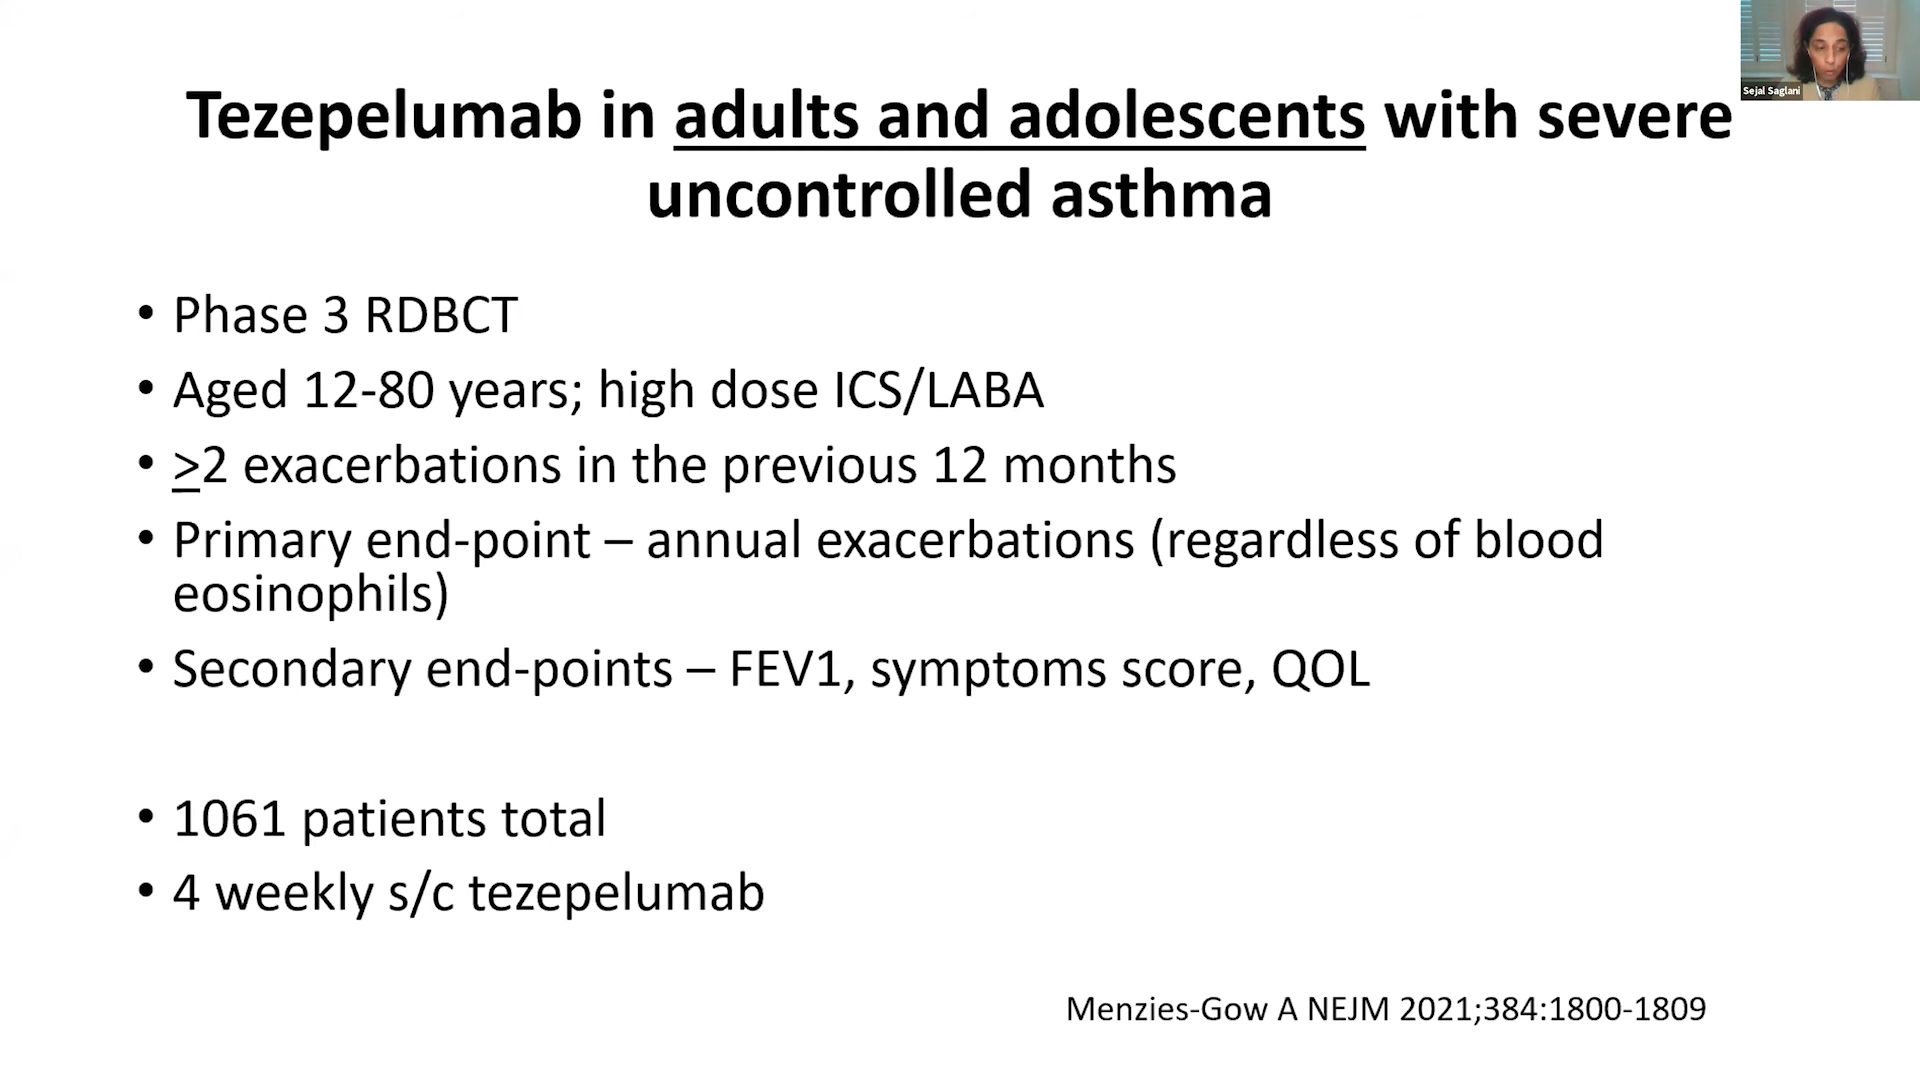 Sejal Saglani
Tezepelumab in adults and adolescents with severe
uncontrolled asthma
• Phase 3 RDBCT
• Aged 12-80 years; high dose ICS/LABA
• >2 exacerbations in the previous 12 months
• Primary end-point – annual exacerbations (regardless of blood
eosinophils)
• Secondary end-points – FEV1, symptoms score, QOL
• 1061 patients total
• 4 weekly s/c tezepelumab
Menzies-Gow A NEJM 2021;384:1800-1809